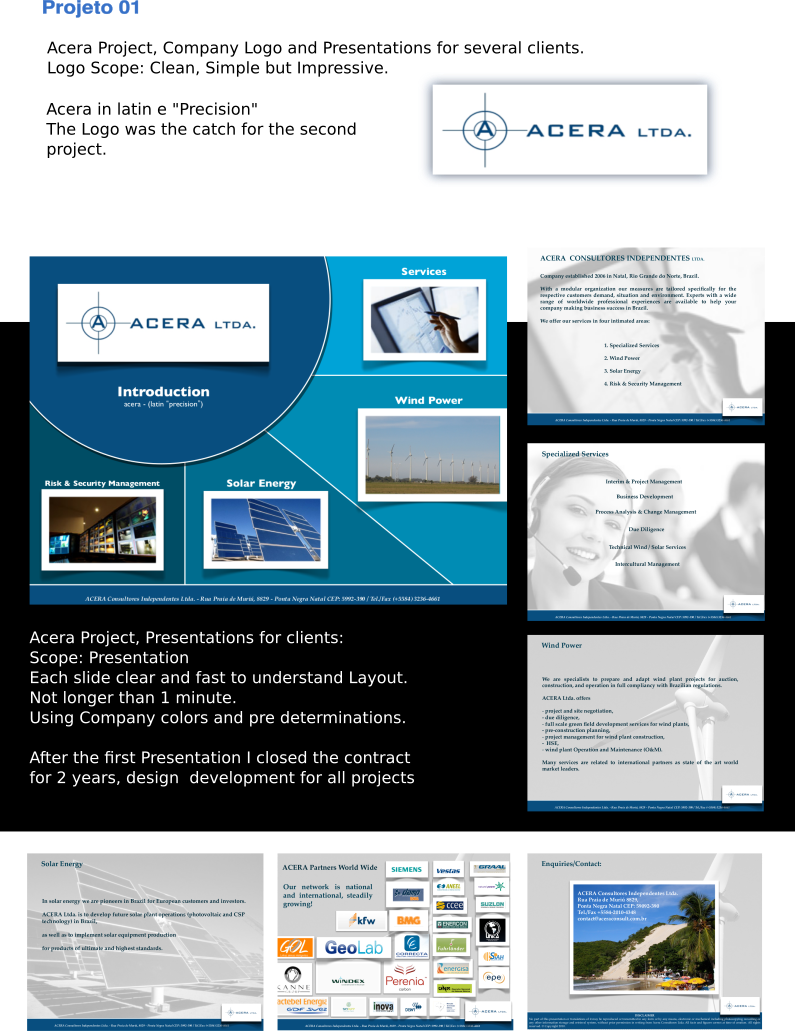 Projeto 01
Acera Project, Company Logo and Presentations for several clients.
Logo Scope: Clean, Simple but Impressive.
Acera in latin e "Precision"
The Logo was the catch for the second
project.
A ACERA LTDA.
A ACERA LTDA.
Introduction
acera - (latin "precision")
Services
Wind Power
Risk & Security Management
Solar Energy
ACERA Consultores Independentes Ltda. - Rua Praia de Muriú, 8829 - Ponta Negra Natal CEP: 5992-390 / Tel./Fax (+5584) 3236-4661
ACERA CONSULTORES INDEPENDENTES LTDA.
Company established 2006 in Natal, Rio Grande do Norte, Brazil.
With a modular organization our measures are tailored specifically for the
respective customers demand, situation and environment. Experts with a wide
range of worldwide professional experiences are available to help your
company making business success in Brazil.
We offer our services in four intimated areas:
1. Specialized Services
2. Wind Power
3. Solar Energy
4. Risk & Security Management
Specialized Services
Interim & Project Management
Business Development
Process Analysis & Change Management
Due Diligence
Technical Wind / Solar Services
Intercultural Management
Acera Project, Presentations for clients:
Scope: Presentation
Each slide clear and fast to understand Layout.
Not longer than 1 minute.
Using Company colors and pre determinations.
After the first Presentation I closed the contract
for 2 years, design development for all projects
Wind Power
We are specialists to prepare and adapt wind plant projects for auction,
construction, and operation in full compliancy with Brazilian regulations.
ACERA Ltda. offers
- project and site negotiation,
- due diligence,
- full scale green field development services for wind plants,
- pre-construction planning,
- project management for wind plant construction,
- HSE,
- wind plant Operation and Maintenance (O&M).
Many services are related to international partners as state of the art world
market leaders.
Solar Energy
In solar energy we are pioneers in Brazil for European customers and investors.
ACERA Ltda. is to develop future solar plant operations (photovoltaic and CSP
technology) in Brazil,
as well as to implement solar equipment production
for products of ultimate and highest standards.
ACERA Partners World Wide
Our network is national
and international, steadily
growing!
SIEMENS
Vestas
GRAAL
ccee
SUZLEN
kfw
BMG
ENERCON
Única
GOL
GeoLab
CORRECTA
Fuhrländer
WINDEX
Perenia
carbon
energisa
epe
inova
Enquiries/Contact:
ACERA Consultores Independentes Ltda.
Rua Praia de Muriú 8829,
Ponta Negra Natal CEP: 59092-390
Tel./Fax +5584-2010-4348
contact@aceraconsult.com.br
DISCLAIMER